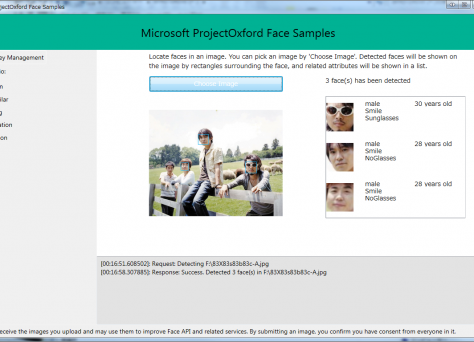 ojectOxford Face Samples
Microsoft ProjectOxford Face Samples
ey Management
io:
n
ilar
g
ation
on
Locate faces in an image. You can pick an image by 'Choose Image'. Detected faces will be shown on
the image by rectangles surrounding the face, and related attributes will be shown in a list.
Choose Image
3 face(s) has been detected
male 30 years old
Smile
Sunglasses
male 28 years old
Smile
NoGlasses
male 28 years old
Smile
NoGlasses
[00:16:51.608502]: Request: Detecting F:\83X83s83b83c-A.jpg
[00:16:58.307885]: Response: Success. Detected 3 face(s) in F:\83X83s83b83c-A.jpg
eceive the images you upload and may use them to improve Face API and related services. By submitting an image, you confirm you have consent from everyone in it.